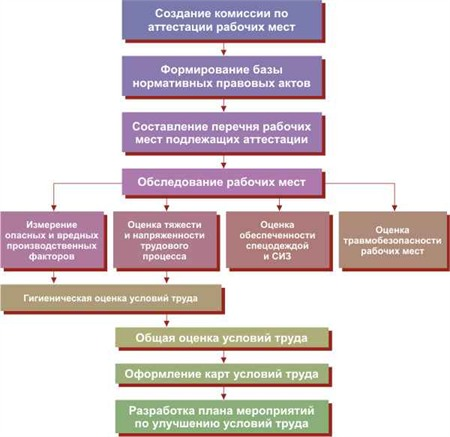 Создание комиссии по
аттестации рабочих мест
Формирование базы
нормативных правовых актов
Составление перечня рабочих
мест подлежащих аттестации
Обследование рабочих мест
Измерение
опасных и вредных
производственных
факторов
Оценка тяжести
и напряженности
трудового
процесса
Оценка
обеспеченности
спецодеждой
и СИЗ
Оценка
травмобезопасности
рабочих мест
Гигиеническая оценка условий труда
Общая оценка условий труда
Оформление карт условий труда
Разработка плана мероприятий
по улучшению условий труда